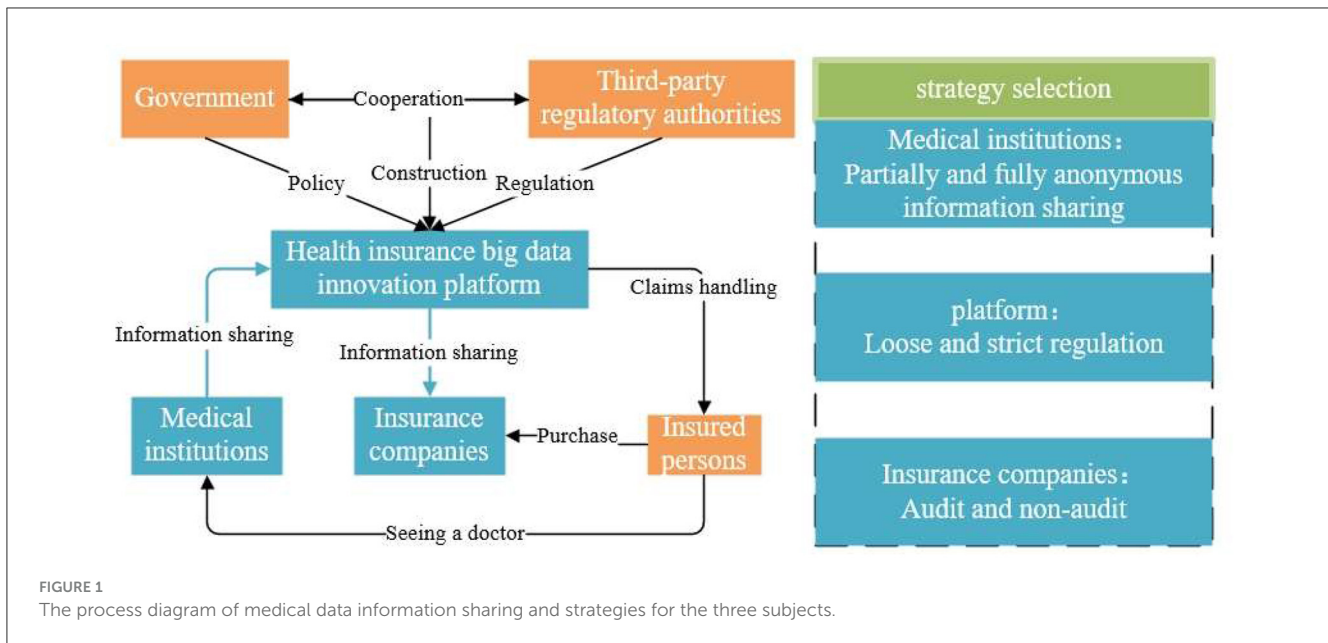 Government
Cooperation
Third-party
regulatory authorities
strategy selection
Policy
Construction
Regulation
Medical institutions：
Partially and fully anonymous
information sharing
Health insurance big data
innovation platform
Claims handling
Information sharing
Information sharing
platform：
Loose and strict regulation
Medical
institutions
Insurance
companies
Purchase
Insured
persons
Insurance companies：
Audit and non-audit
Seeing a doctor
FIGURE 1
The process diagram of medical data information sharing and strategies for the three subjects.